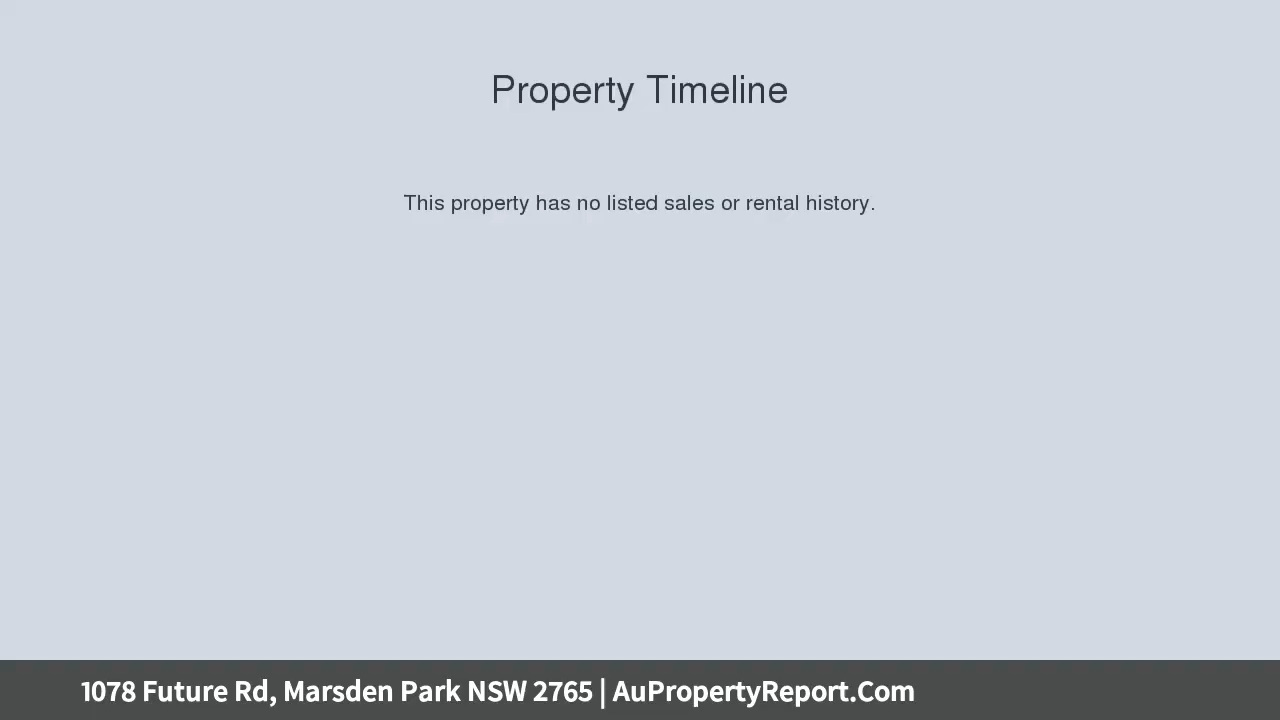 Property Timeline
This property has no listed sales or rental history.
1078 Future Rd, Marsden Park NSW 2765 | AuPropertyReport.Com